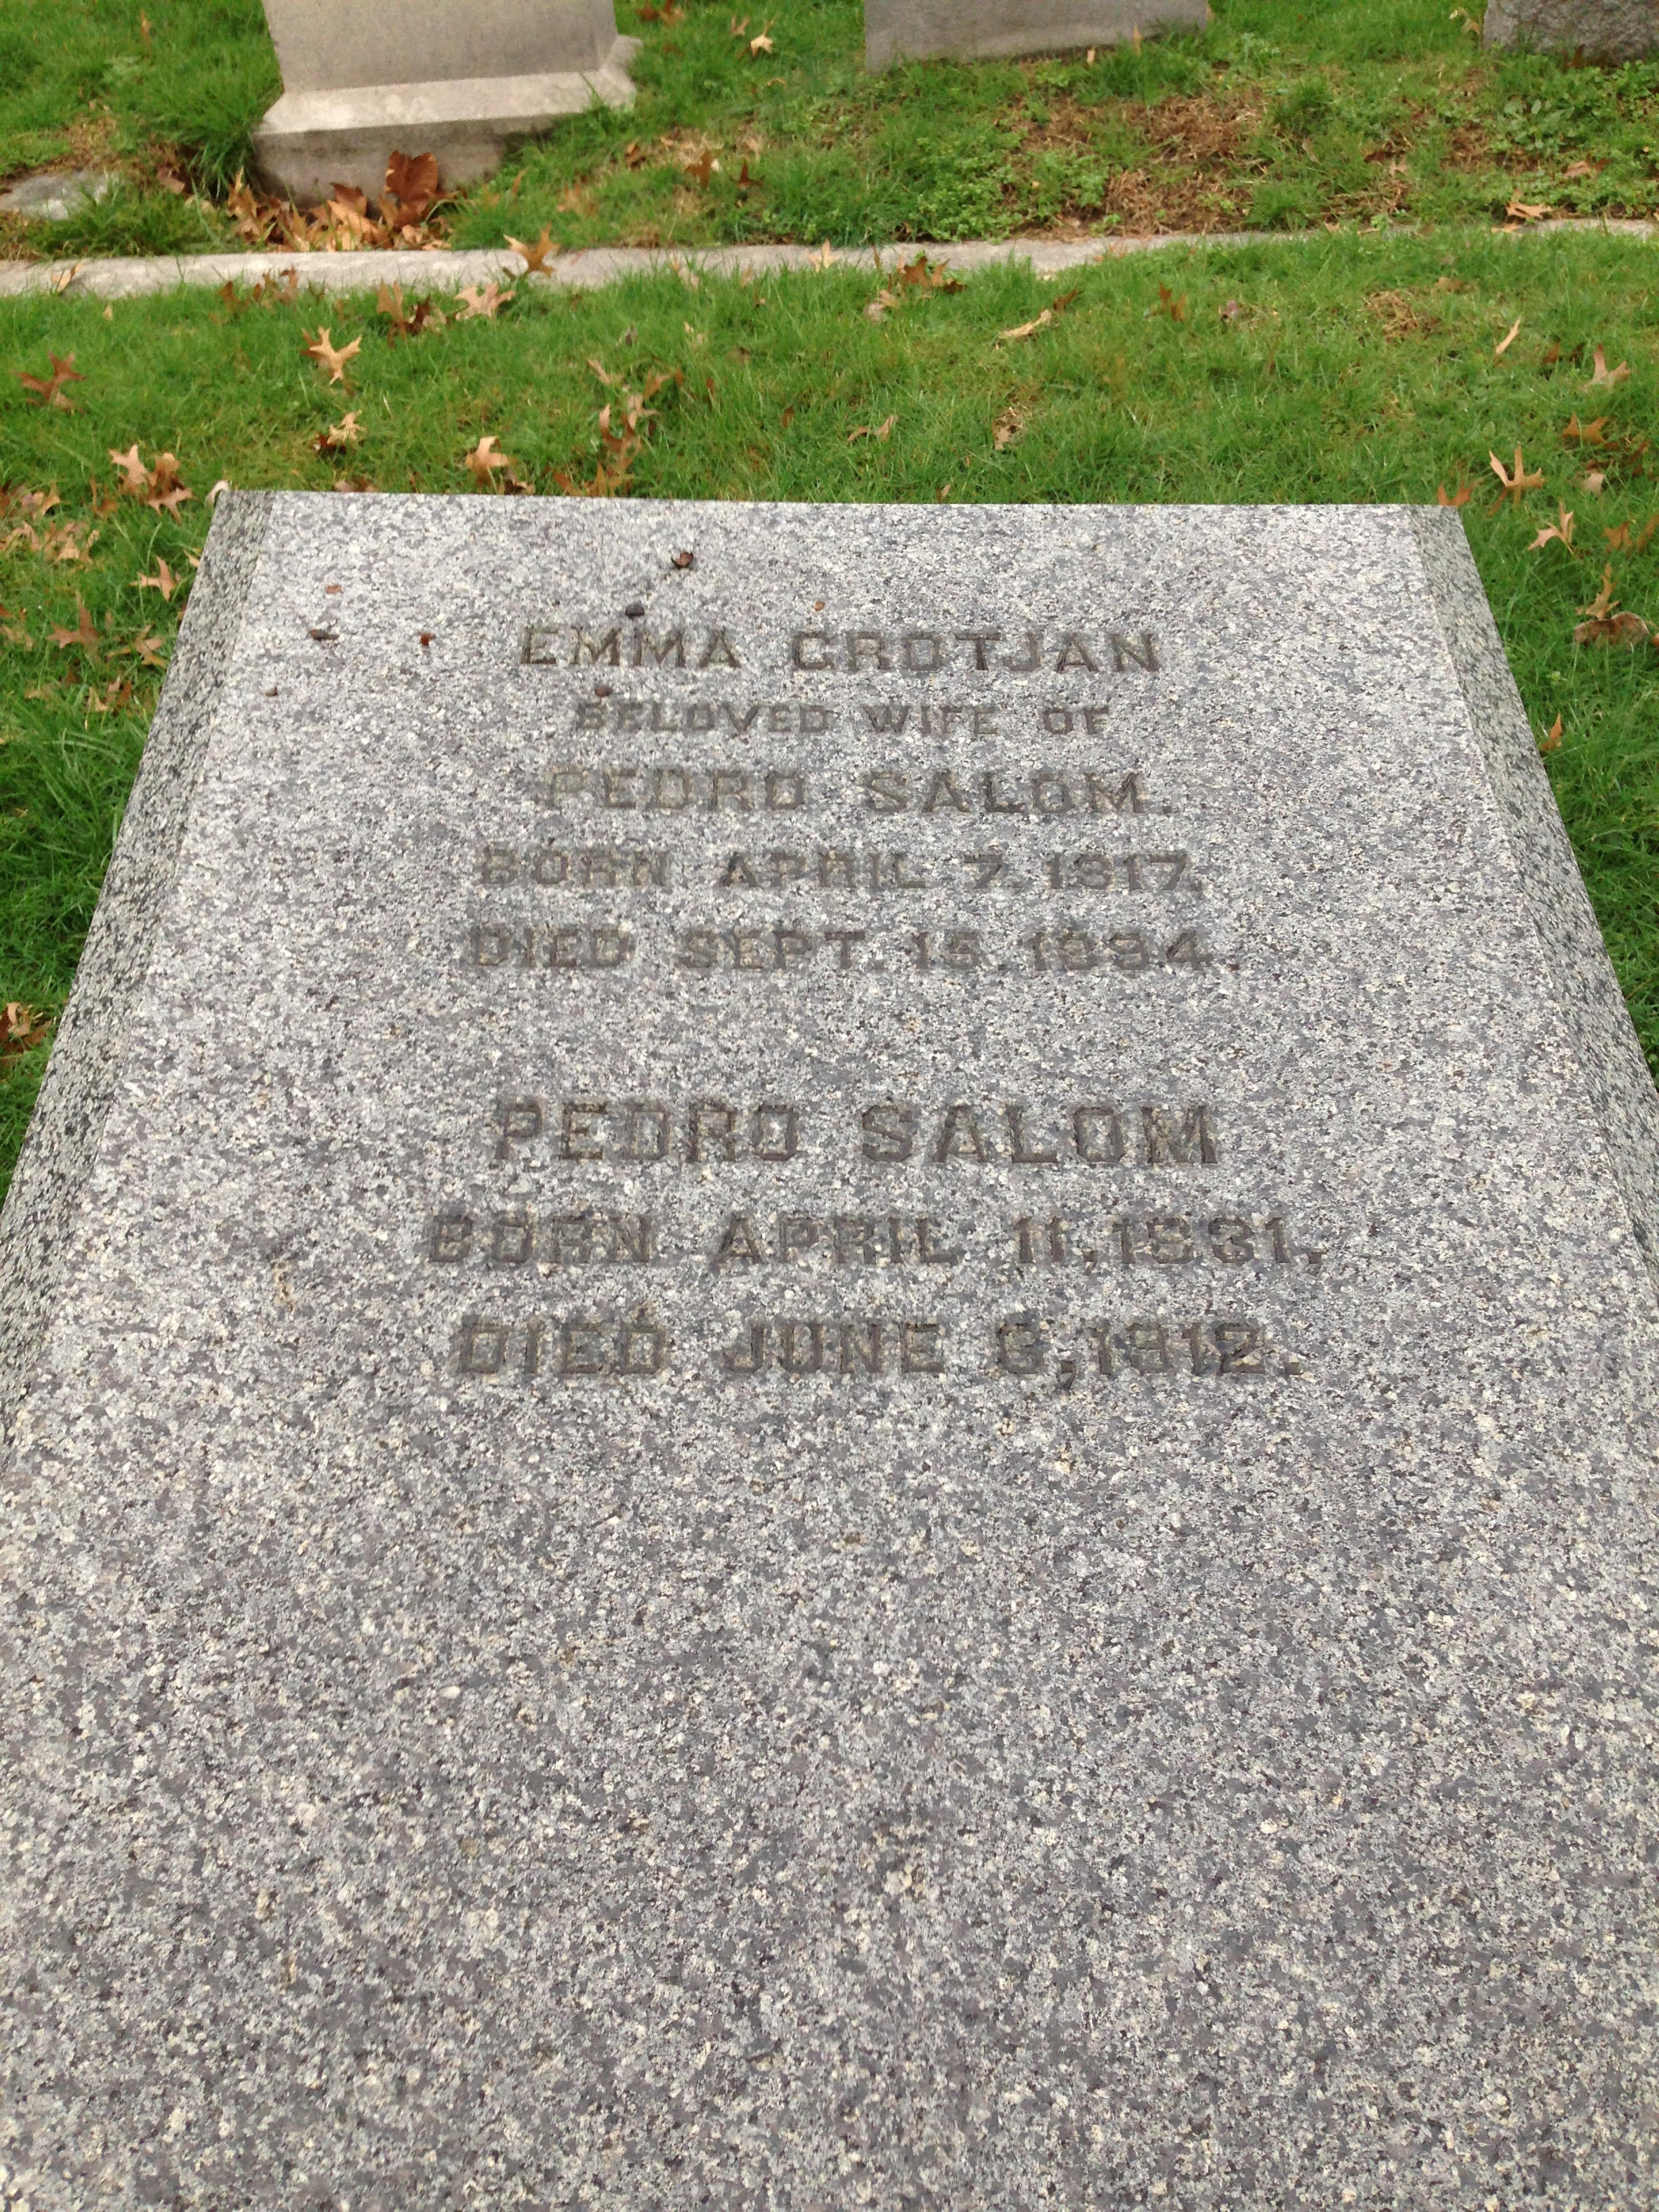 EMMA CROTJAN
BELOVED WIFE OF
PEDRO SALOM.
BORN APRIL 7, 1817,
DIED SEPT. 15. 1894.
PEDRO SALOM
BORN APRIL 11, 1831,
DIED JUNE 6, 1912.